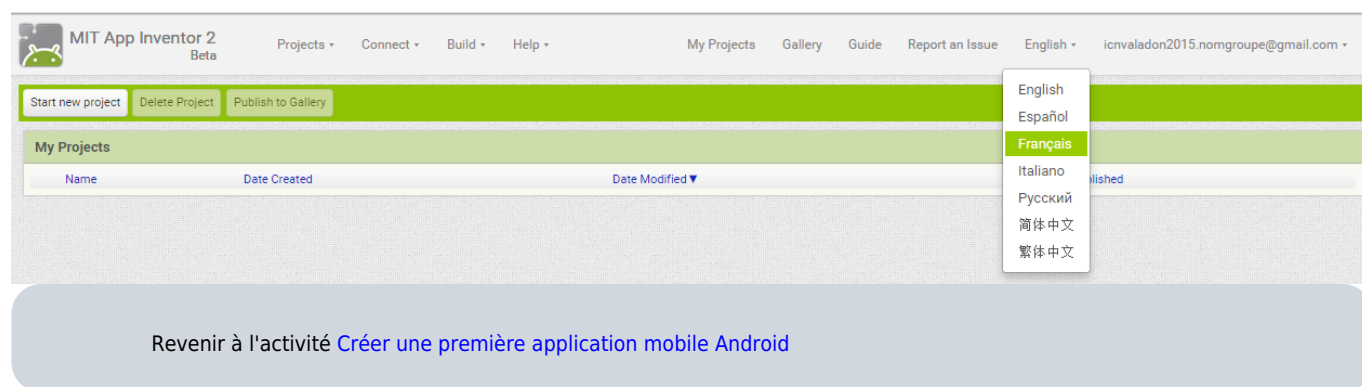 MIT App Inventor 2
Beta
Projects Connect Build Help My Projects Gallery Guide Report an Issue English icnvaladon2015.nomgroupe@gmail.com
English
Español
Français
Italiano
Русский
简体中文
繁体中文
Start new project Delete Project Publish to Gallery
My Projects
Name Date Created Date Modified▼
Revenir à l'activité Créer une première application mobile Android